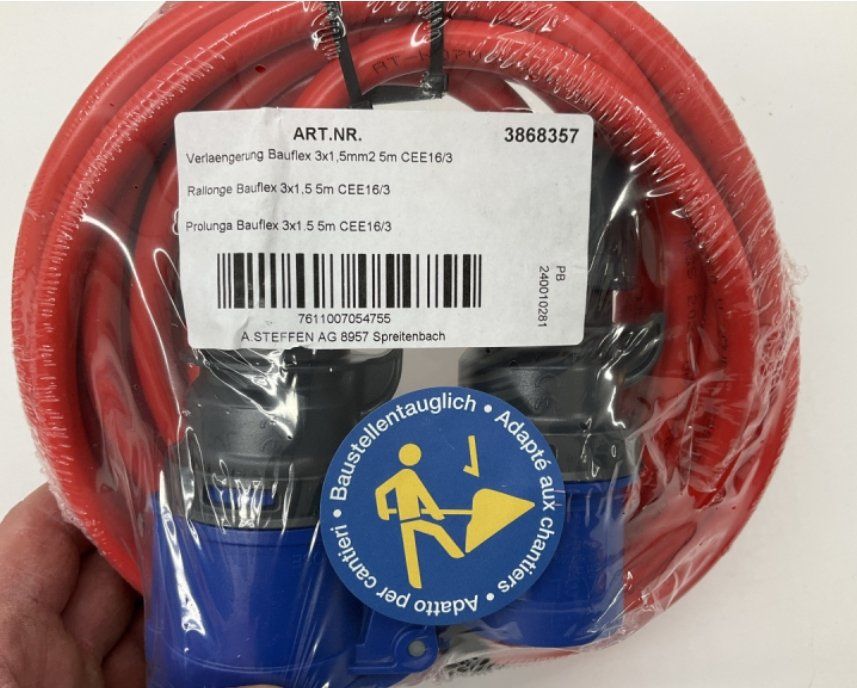 ART.NR. 3868357
Verlaengerung Bauflex 3x1,5mm2 5m CEE16/3
Rallonge Bauflex 3x1,5 5m CEE16/3
Prolunga Bauflex 3x1.5 5m CEE16/3
7611007054755
A.STEFFEN AG 8957 Spreitenbach
PB
240010281
Baustellentauglich • Adapté aux chantiers • Adatto per cantieri •